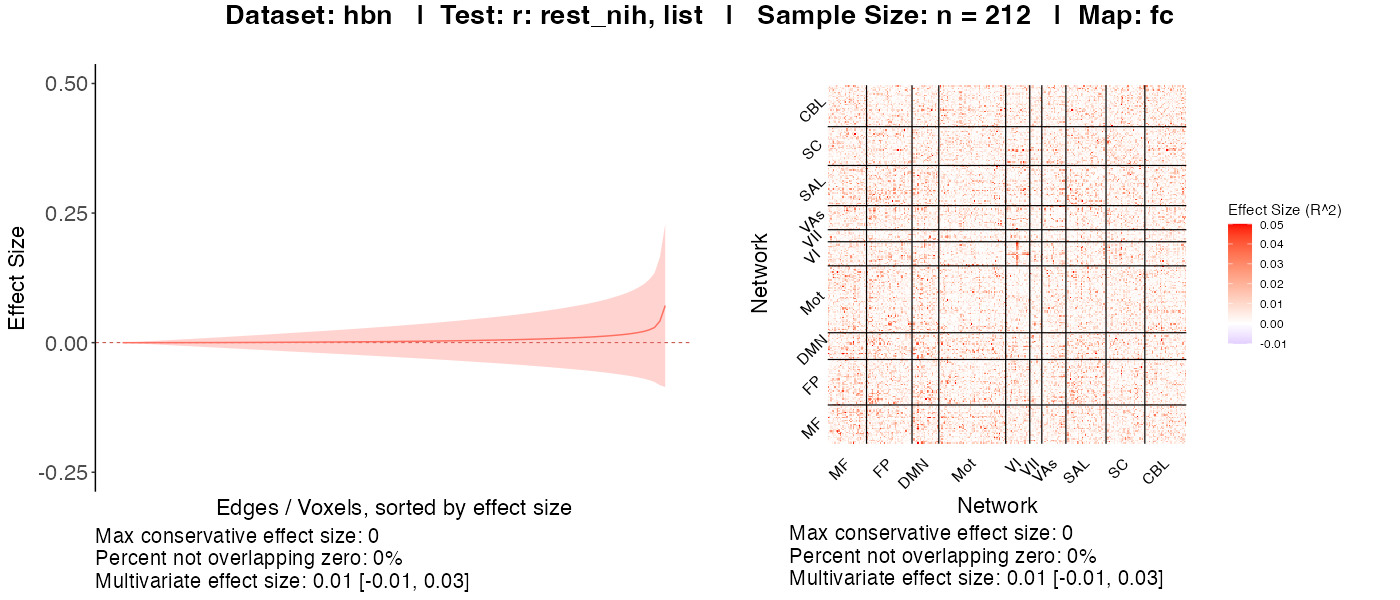 Dataset: hbn | Test: r: rest_nih, list | Sample Size: n = 212 | Map: fc
0.50
0.25
0.00
-0.25
Effect Size
Edges / Voxels, sorted by effect size
Max conservative effect size: 0
Percent not overlapping zero: 0%
Multivariate effect size: 0.01 [-0.01, 0.03]
Network
CBL
SC
SAL
VAs
VII
VI
Mot
DMN
FP
MF
MF FP DMN Mot VI VII VAs SAL SC CBL
Network
Max conservative effect size: 0
Percent not overlapping zero: 0%
Multivariate effect size: 0.01 [-0.01, 0.03]
Effect Size (R^2)
0.05
0.04
0.03
0.02
0.01
0.00
-0.01